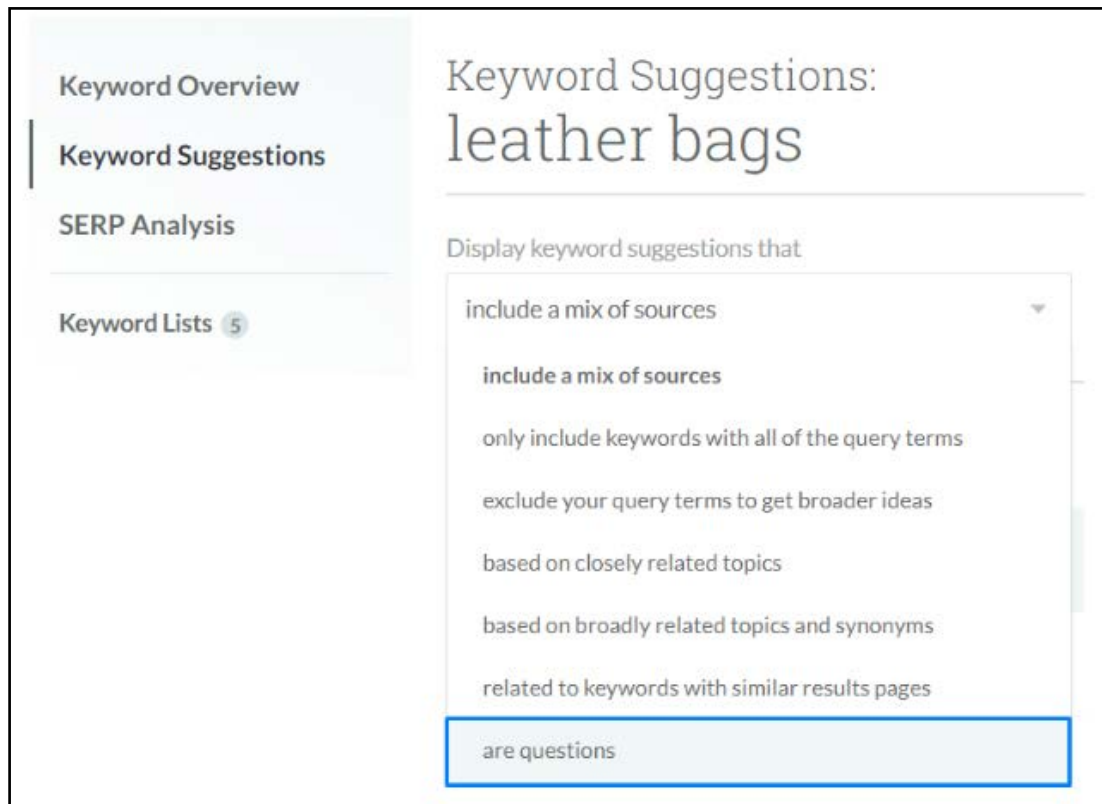 Keyword Overview
Keyword Suggestions
SERP Analysis
Keyword Lists 5
Keyword Suggestions:
leather bags
Display keyword suggestions that
include a mix of sources
include a mix of sources
only include keywords with all of the query terms
exclude your query terms to get broader ideas
based on closely related topics
based on broadly related topics and synonyms
related to keywords with similar results pages
are questions